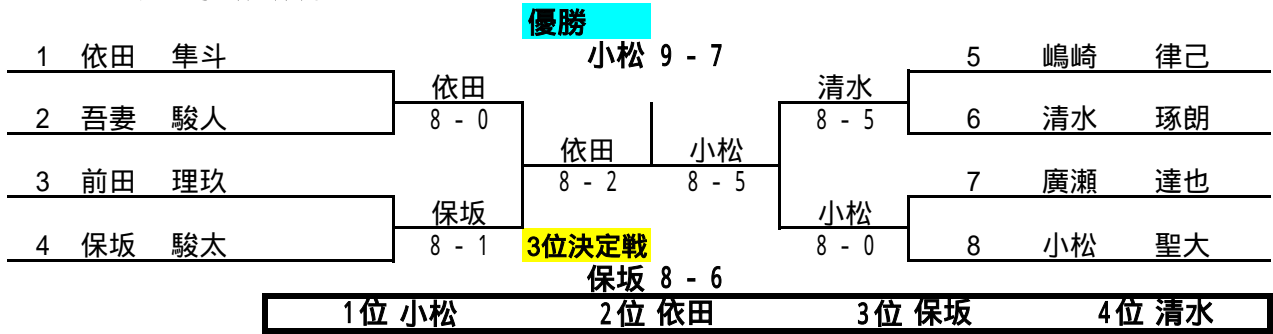 優勝
小松 9 - 7
1 依田 隼斗
5 嶋崎 律己
依田
清水
8 - 0
8 - 5
2 吾妻 駿人
6 清水 琢朗
依田
小松
8 - 2
8 - 5
3 前田 理玖
7 廣瀬 達也
保坂
小松
8 - 1
8 - 0
4 保坂 駿太
3位決定戦
8 小松 聖大
保坂 8 - 6
1位 小松 2位 依田 3位 保坂 4位 清水